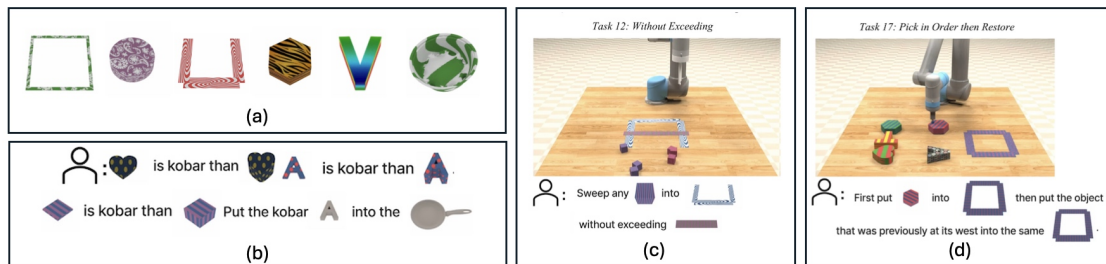 (a)
: is kobar than A is kobar than A.
is kobar than Put the kobar A into the
(b)
Task 12: Without Exceeding
: Sweep any into
without exceeding
(c)
Task 17: Pick in Order then Restore
: First put into then put the object
that was previously at its west into the same .
(d)